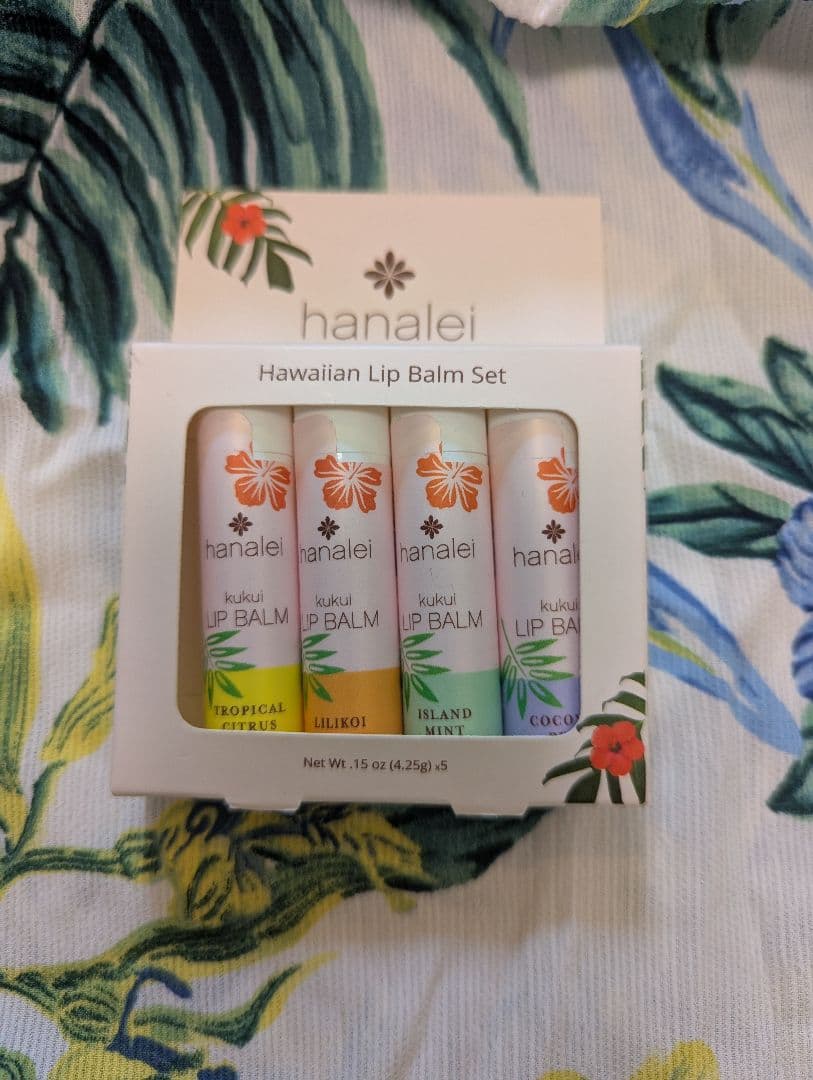 hanalei
Hawaiian Lip Balm Set
hanalei
kukui
LIP BALM
TROPICAL
CITRUS
hanalei
kukui
LIP BALM
LILIKOI
hanalei
kukui
LIP BALM
ISLAND
MINT
hanalei
kukui
LIP BA
COCO
Net Wt .15 oz (4.25g) x5